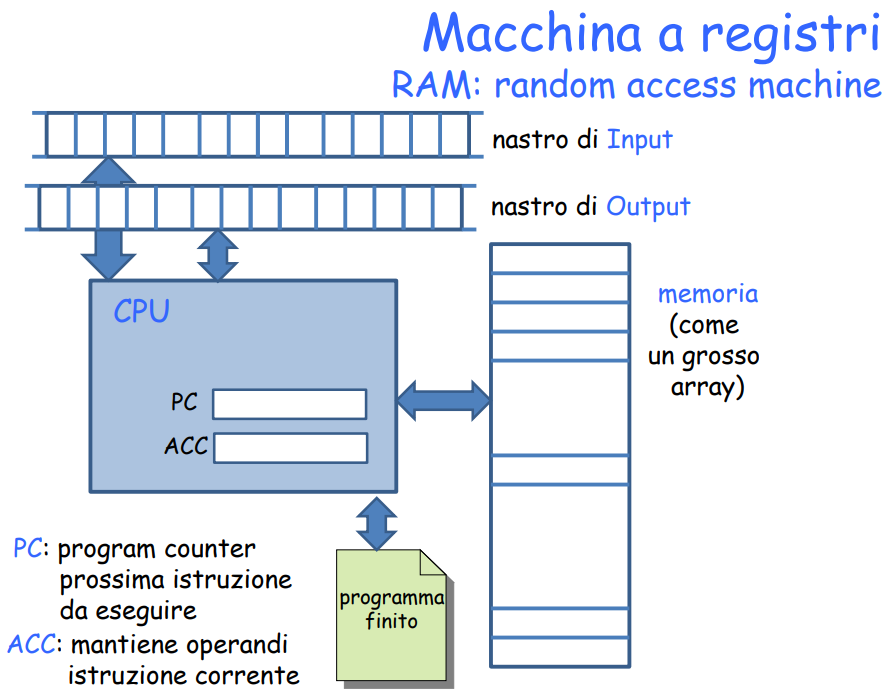 Macchina a registri
RAM: random access machine
nastro di Input
nastro di Output
CPU
PC
ACC
memoria
(come
un grosso
array)
programma
finito
PC: program counter
prossima istruzione
da eseguire
ACC: mantiene operandi
istruzione corrente